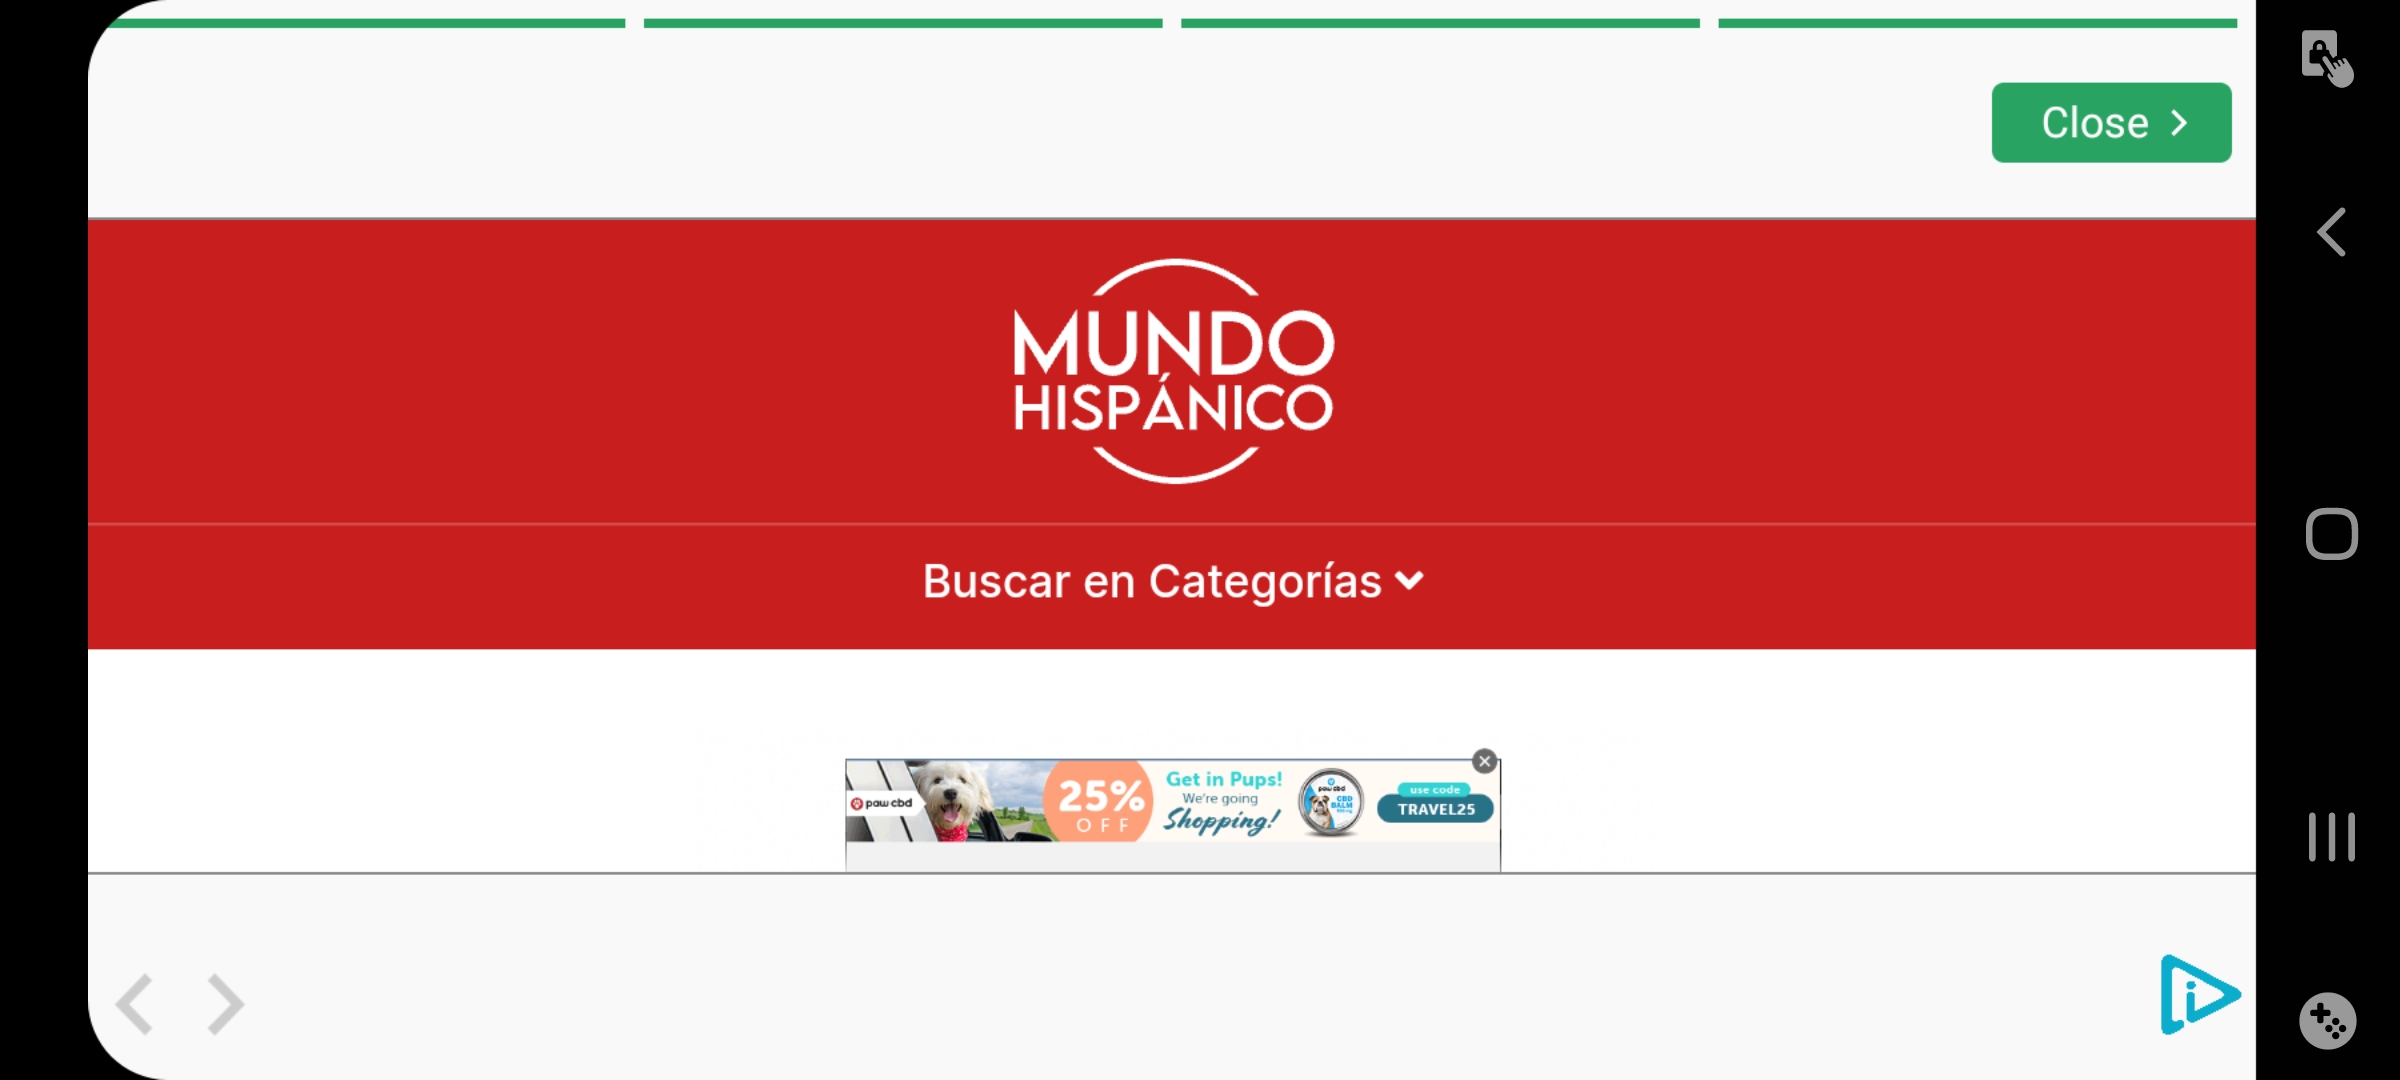 Close
MUNDO
HISPÁNICO
Buscar en Categorías
paw cbd
25%
OFF
Get in Pups!
We're going
Shopping!
paw cbd
CBD
BALM
use code
TRAVEL25